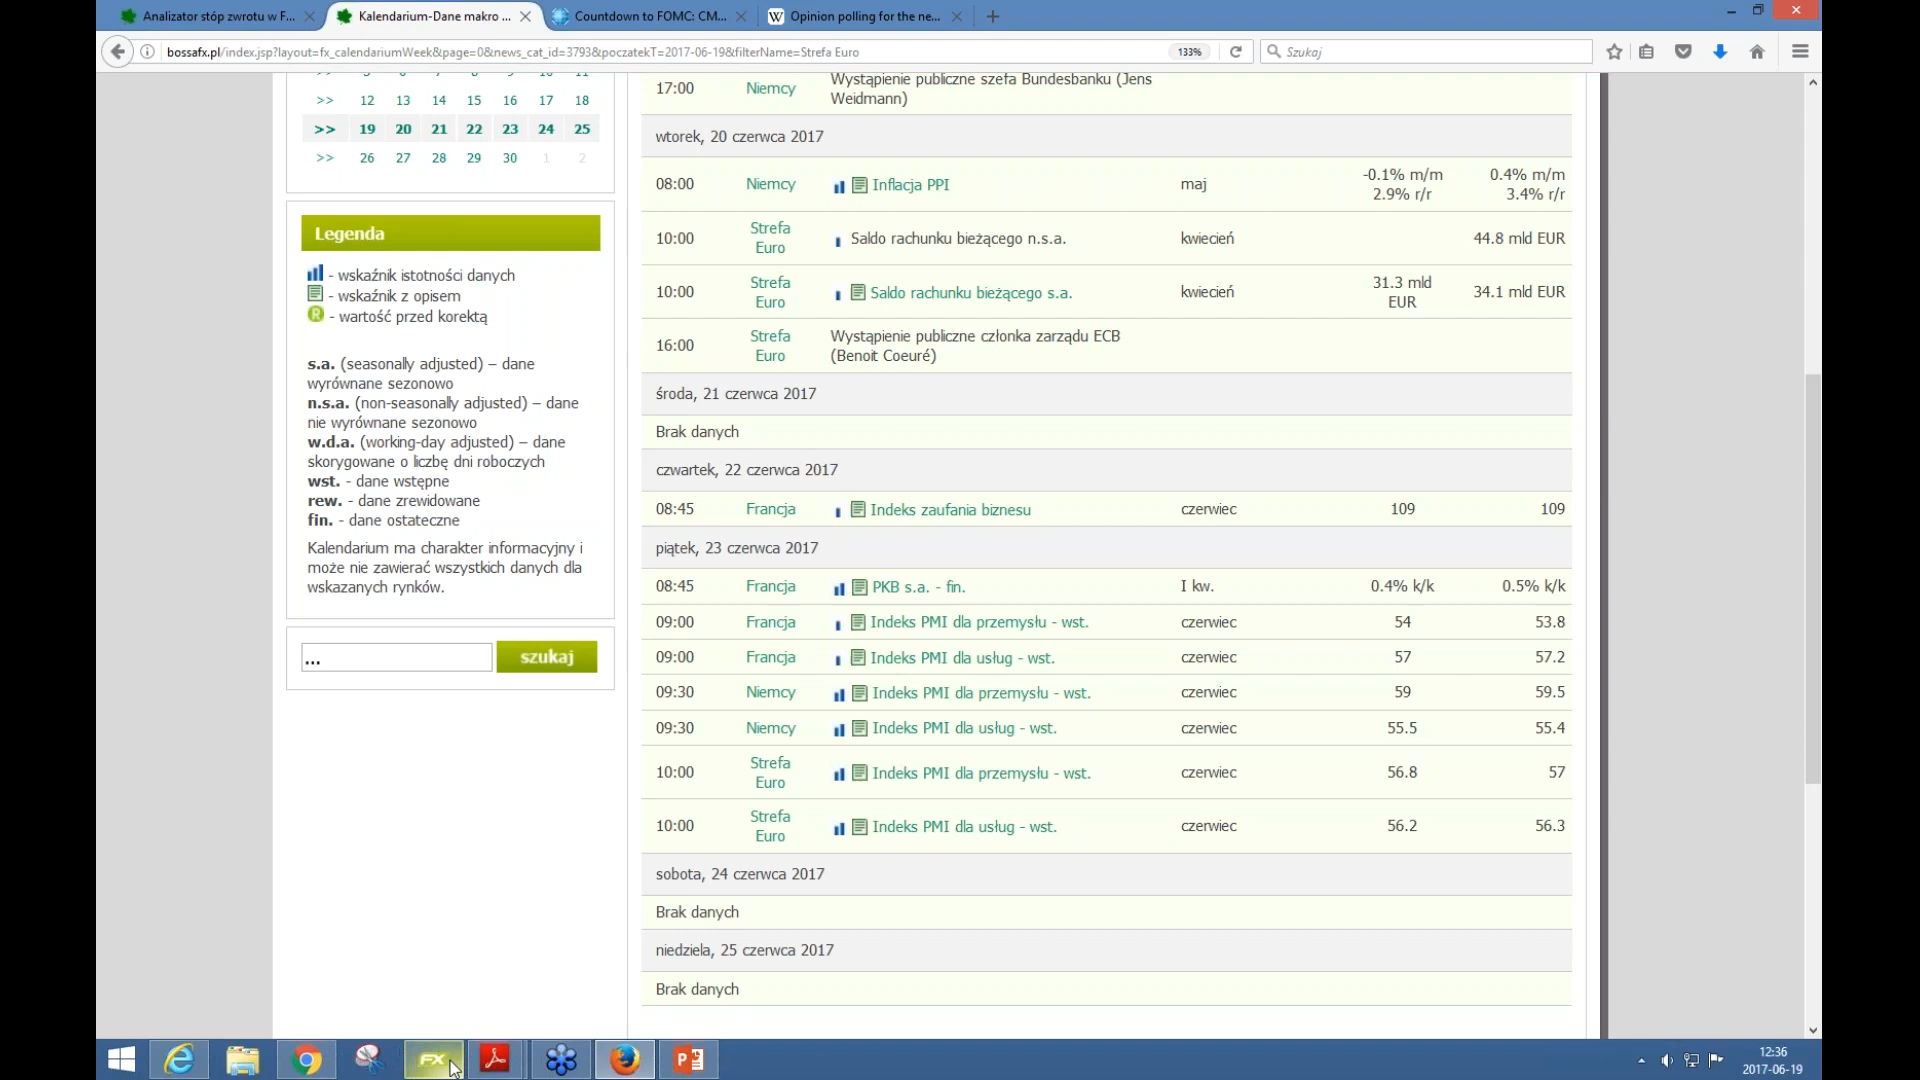 Analizator stóp zwrotu w F...
Kalendarium-Dane makro ...
Countdown to FOMC: CM...
W Opinion polling for the ne...
bossafx.pl/index.jsp?layout=fx_calendariumWeek&page=0&news_cat_id=3793&poczatekT=2017-06-19&filterName=Strefa Euro
133%
Szukaj
>> 12 13 14 15 16 17 18
>> 19 20 21 22 23 24 25
>> 26 27 28 29 30 1 2
Legenda
- wskaźnik istotności danych
- wskaźnik z opisem
R - wartość przed korektą
s.a. (seasonally adjusted) – dane
wyrównane sezonowo
n.s.a. (non-seasonally adjusted) – dane
nie wyrównane sezonowo
w.d.a. (working-day adjusted) – dane
skorygowane o liczbę dni roboczych
wst. - dane wstępne
rew. - dane zrewidowane
fin. - dane ostateczne
Kalendarium ma charakter informacyjny i
może nie zawierać wszystkich danych dla
wskazanych rynków.
...
szukaj
17:00 Niemcy Wystąpienie publiczne szefa Bundesbanku (Jens
Weidmann)
wtorek, 20 czerwca 2017
08:00 Niemcy Inflacja PPI maj -0.1% m/m 0.4% m/m
2.9% r/r 3.4% r/r
10:00 Strefa Euro Saldo rachunku bieżącego n.s.a. kwiecień 44.8 mld EUR
10:00 Strefa Euro Saldo rachunku bieżącego s.a. kwiecień 31.3 mld EUR 34.1 mld EUR
16:00 Strefa Euro Wystąpienie publiczne członka zarządu ECB
(Benoit Coeuré)
środa, 21 czerwca 2017
Brak danych
czwartek, 22 czerwca 2017
08:45 Francja Indeks zaufania biznesu czerwiec 109 109
piątek, 23 czerwca 2017
08:45 Francja PKB s.a. - fin. I kw. 0.4% k/k 0.5% k/k
09:00 Francja Indeks PMI dla przemysłu - wst. czerwiec 54 53.8
09:00 Francja Indeks PMI dla usług - wst. czerwiec 57 57.2
09:30 Niemcy Indeks PMI dla przemysłu - wst. czerwiec 59 59.5
09:30 Niemcy Indeks PMI dla usług - wst. czerwiec 55.5 55.4
10:00 Strefa Euro Indeks PMI dla przemysłu - wst. czerwiec 56.8 57
10:00 Strefa Euro Indeks PMI dla usług - wst. czerwiec 56.2 56.3
sobota, 24 czerwca 2017
Brak danych
niedziela, 25 czerwca 2017
Brak danych
FX
12:36
2017-06-19